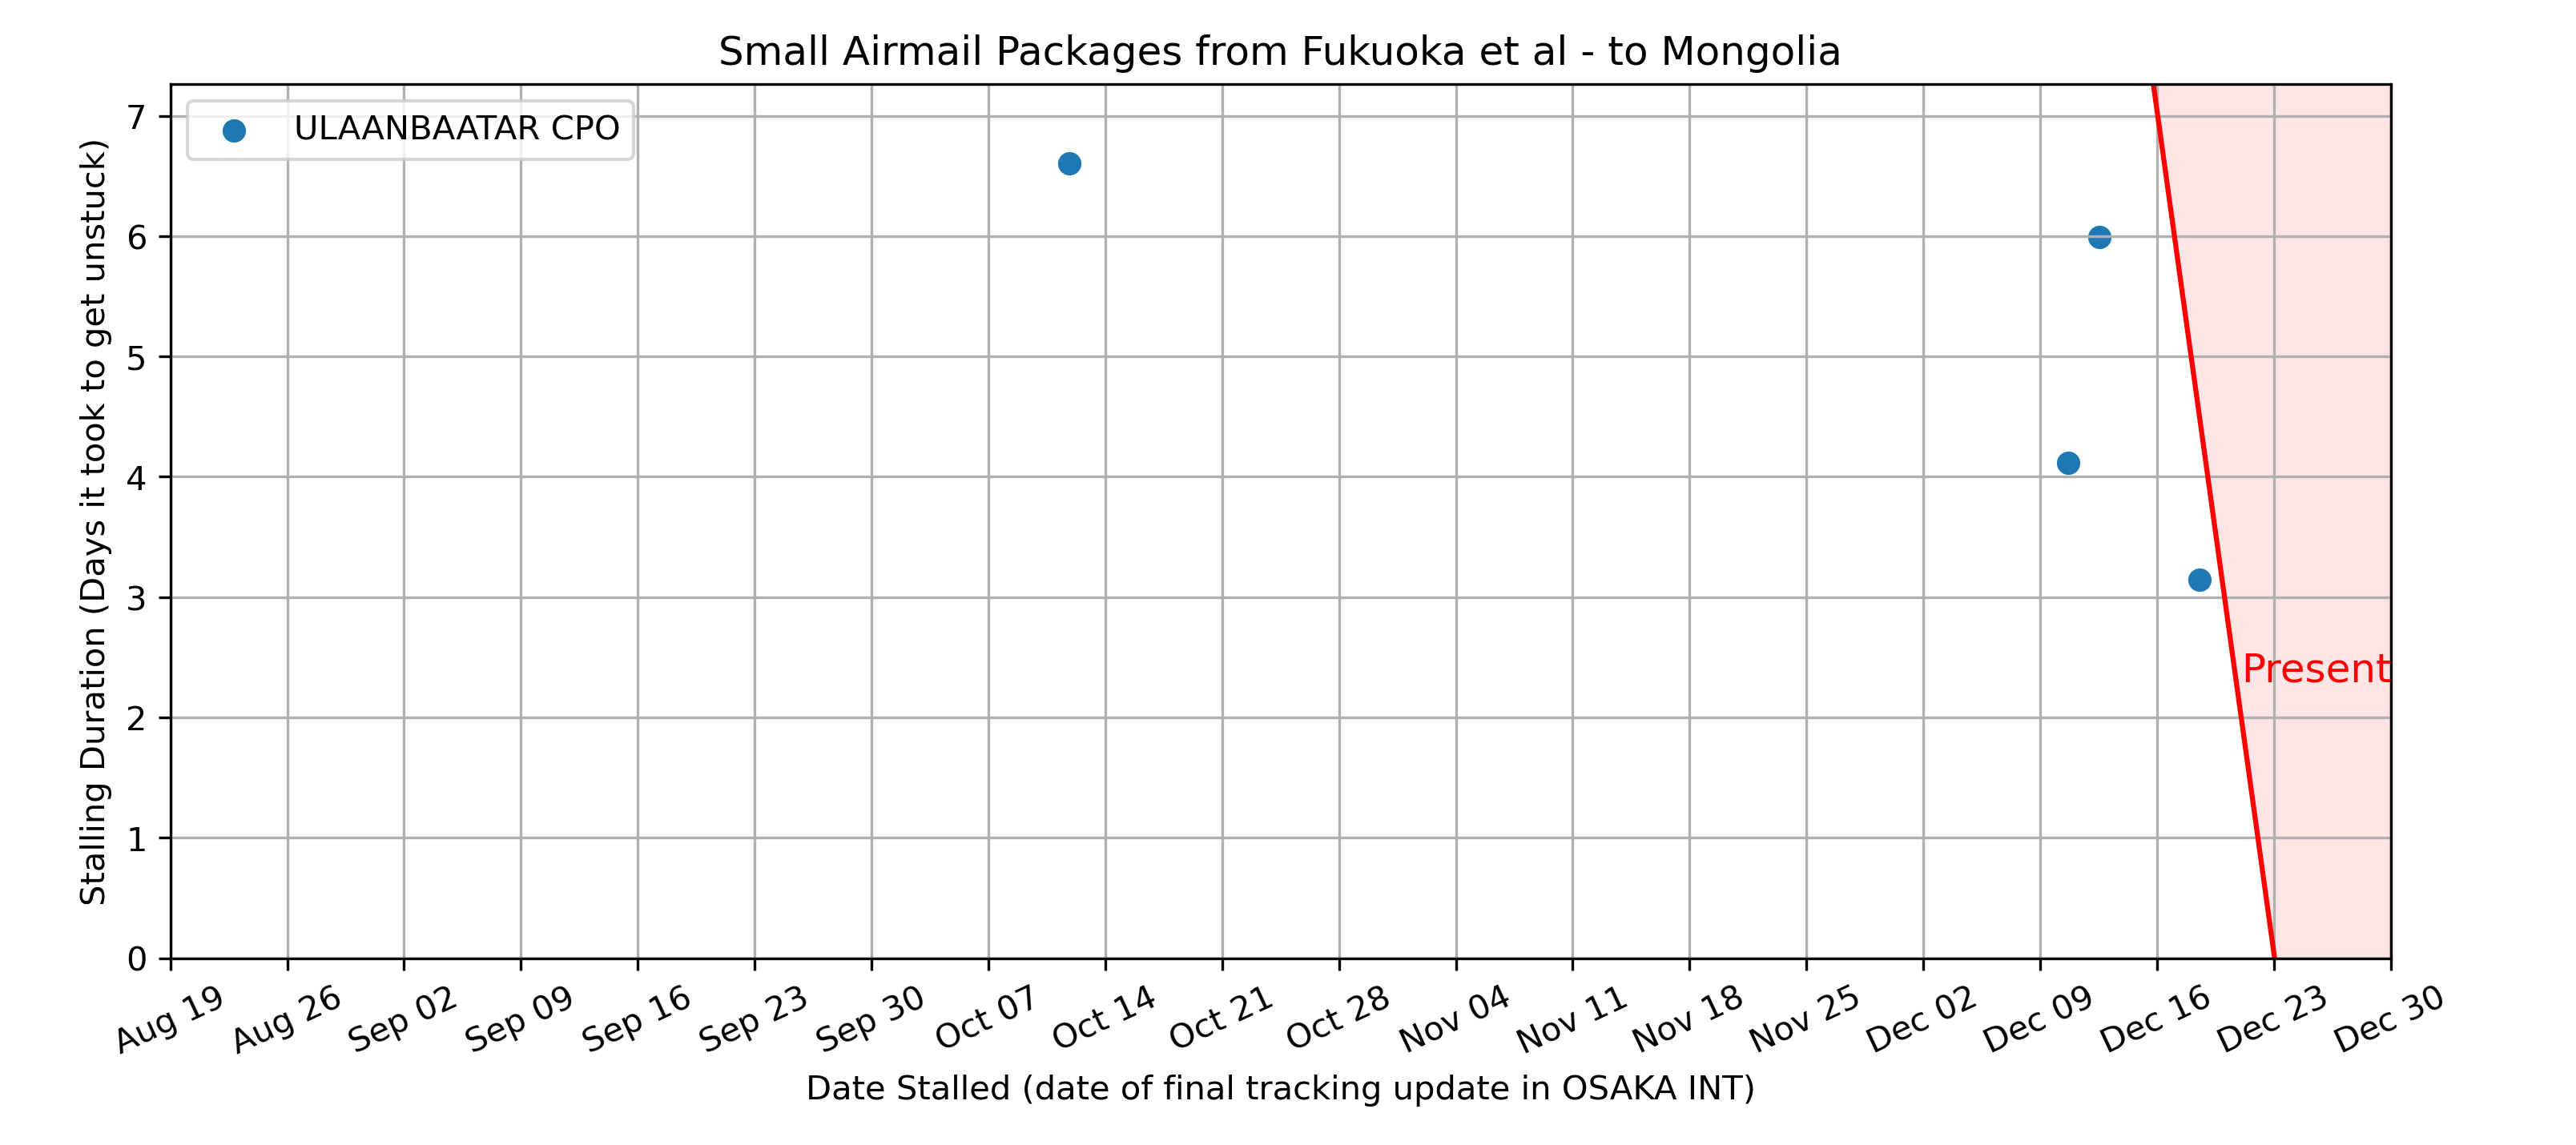 Small Airmail Packages from Fukuoka et al - to Mongolia
ULAANBAATAR CPO
Stalling Duration (Days it took to get unstuck)
7
6
5
4
3
2
1
0
Present
Aug 19
Aug 26
Sep 02
Sep 09
Sep 16
Sep 23
Sep 30
Oct 07
Oct 14
Oct 21
Oct 28
Nov 04
Nov 11
Nov 18
Nov 25
Dec 02
Dec 09
Dec 16
Dec 23
Dec 30
Date Stalled (date of final tracking update in OSAKA INT)